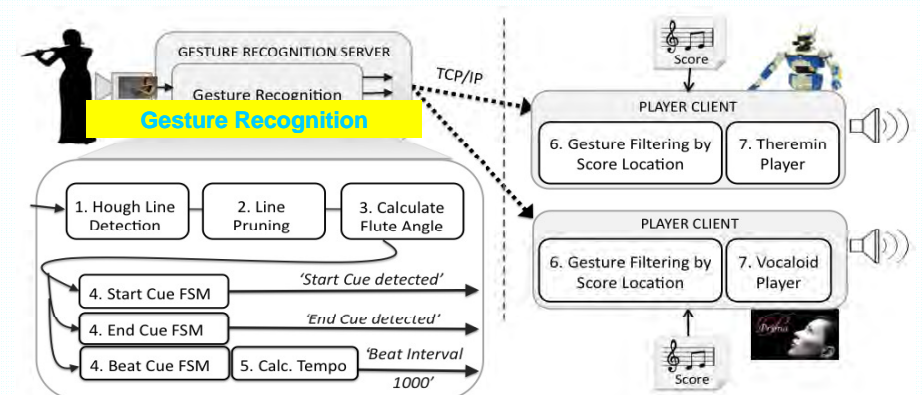 GESTURE RECOGNITION SERVER
Gesture Recognition
Gesture Recognition
TCP/IP
1. Hough Line
Detection
2. Line
Pruning
3. Calculate
Flute Angle
4. Start Cue FSM
'Start Cue detected'
4. End Cue FSM
'End Cue detected'
4. Beat Cue FSM
5. Calc. Tempo
'Beat Interval
1000'
Score
PLAYER CLIENT
6. Gesture Filtering by
Score Location
7. Theremin
Player
PLAYER CLIENT
6. Gesture Filtering by
Score Location
7. Vocaloid
Player
Prima
Score